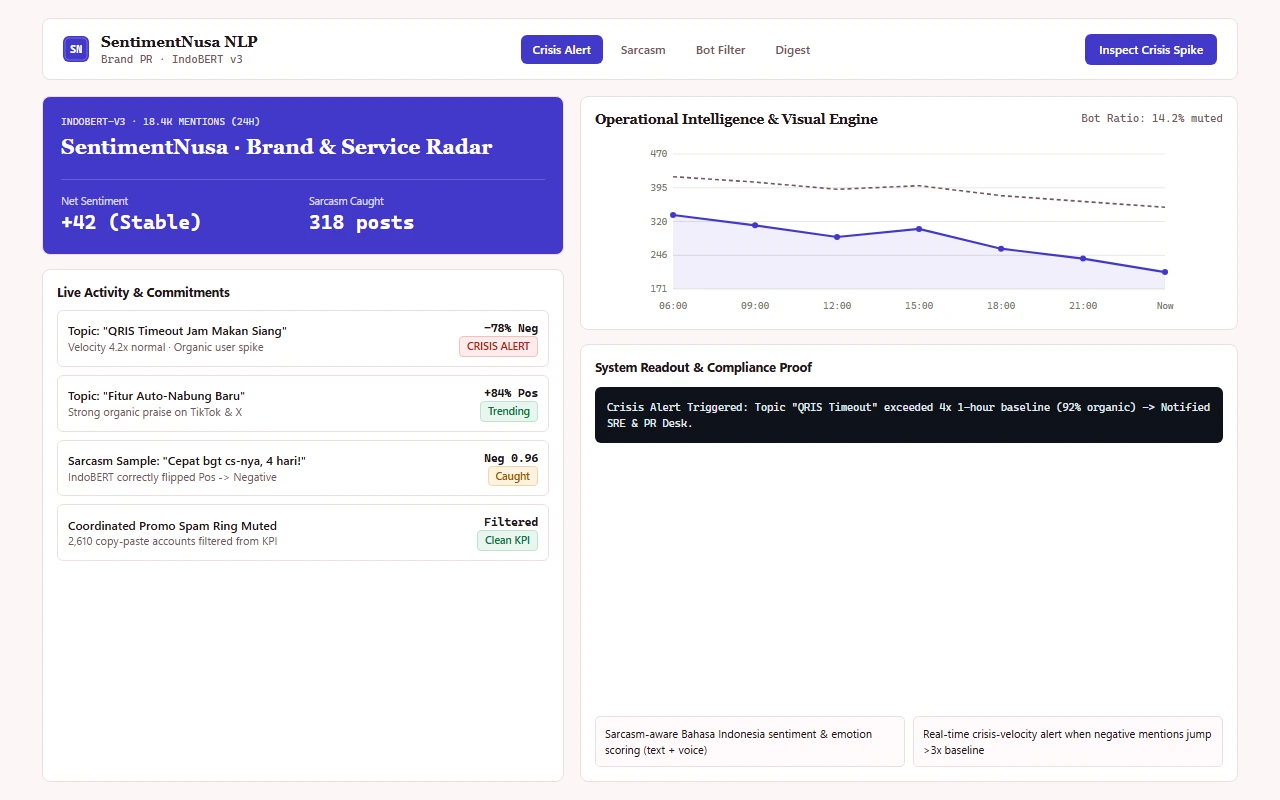 SN
SentimentNusa NLP
Brand PR · IndoBERT v3
Crisis Alert
Sarcasm
Bot Filter
Digest
Inspect Crisis Spike
INDOBERT-V3 · 18.4K MENTIONS (24H)
SentimentNusa · Brand & Service Radar
Net Sentiment
+42 (Stable)
Sarcasm Caught
318 posts
Live Activity & Commitments
Topic: "QRIS Timeout Jam Makan Siang"
Velocity 4.2x normal · Organic user spike
-78% Neg
CRISIS ALERT
Topic: "Fitur Auto-Nabung Baru"
Strong organic praise on TikTok & X
+84% Pos
Trending
Sarcasm Sample: "Cepat bgt cs-nya, 4 hari!"
IndoBERT correctly flipped Pos -> Negative
Neg 0.96
Caught
Coordinated Promo Spam Ring Muted
2,610 copy-paste accounts filtered from KPI
Filtered
Clean KPI
Operational Intelligence & Visual Engine
Bot Ratio: 14.2% muted
470
395
320
246
171
06:00
09:00
12:00
15:00
18:00
21:00
Now
System Readout & Compliance Proof
Crisis Alert Triggered: Topic "QRIS Timeout" exceeded 4x 1-hour baseline (92% organic) -> Notified
SRE & PR Desk.
Sarcasm-aware Bahasa Indonesia sentiment & emotion
scoring (text + voice)
Real-time crisis-velocity alert when negative mentions jump
>3x baseline